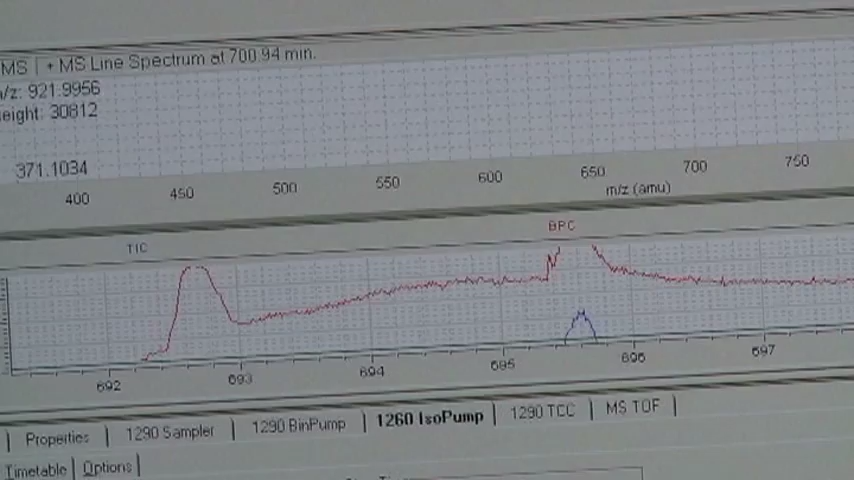 MS | + MS Line Spectrum at 700.94 min.
/z: 921.9956
eight: 30812
371.1034
400 450 500 550 600 650 700 750
m/z (amu)
TIC BPC
692 693 694 695 696 697
Properties | 1290 Sampler | 1290 BinPump | 1260 IsoPump | 1290 TCC | MS TOF |
Timetable | Options |